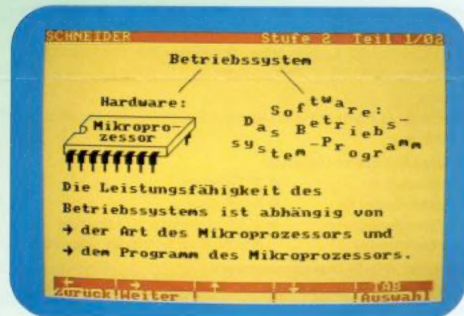 SCHNEIDER Stufe 2 Teil 1/02
Betriebssystem
Hardware:
Mikropro-
zessor
Software:
Das Betriebs-
system-Programm
Die Leistungsfähigkeit des
Betriebssystems ist abhängig von
→ der Art des Mikroprozessors und
→ dem Programm des Mikroprozessors.
← → ↑ ↓ TAB
Zurück!Weiter ! ! !Auswahl